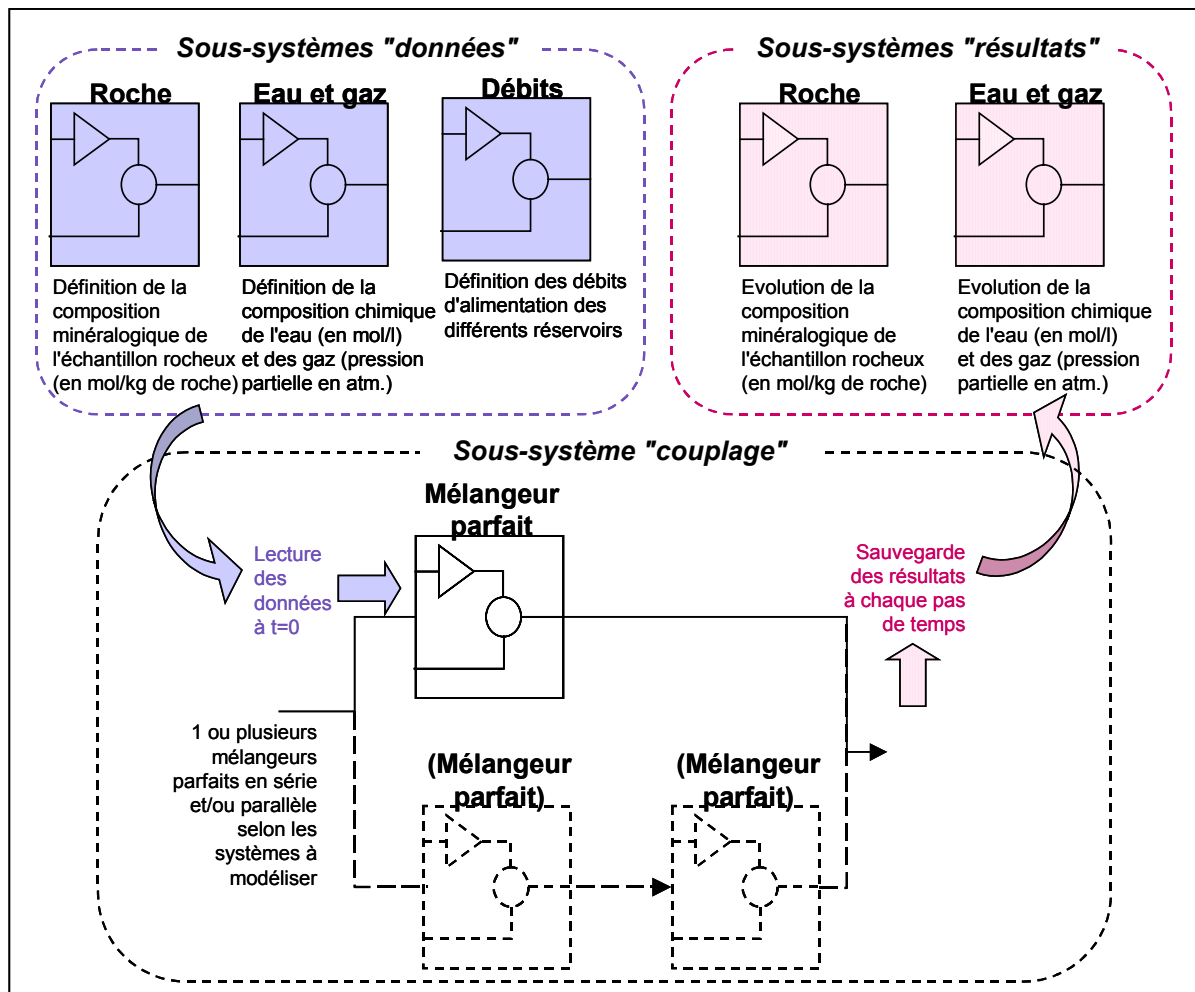 Sous-systèmes "données"
Roche
Eau et gaz
Débits
Définition de la
composition
minéralogique de
l'échantillon rocheux
(en mol/kg de roche)
Définition de la
composition chimique
de l'eau (en mol/l)
et des gaz (pression
partielle en atm.)
Définition des débits
d'alimentation des
différents réservoirs
Sous-systèmes "résultats"
Roche
Eau et gaz
Evolution de la
composition
minéralogique de
l'échantillon rocheux
(en mol/kg de roche)
Evolution de la
composition chimique
de l'eau (en mol/l)
et des gaz (pression
partielle en atm.)
Sous-système "couplage"
Mélangeur
parfait
Lecture
des
données
à t=0
Sauvegarde
des résultats
à chaque pas
de temps
1 ou plusieurs
mélangeurs
parfaits en série
et/ou parallèle
selon les
systèmes à
modéliser
(Mélangeur
parfait)
(Mélangeur
parfait)